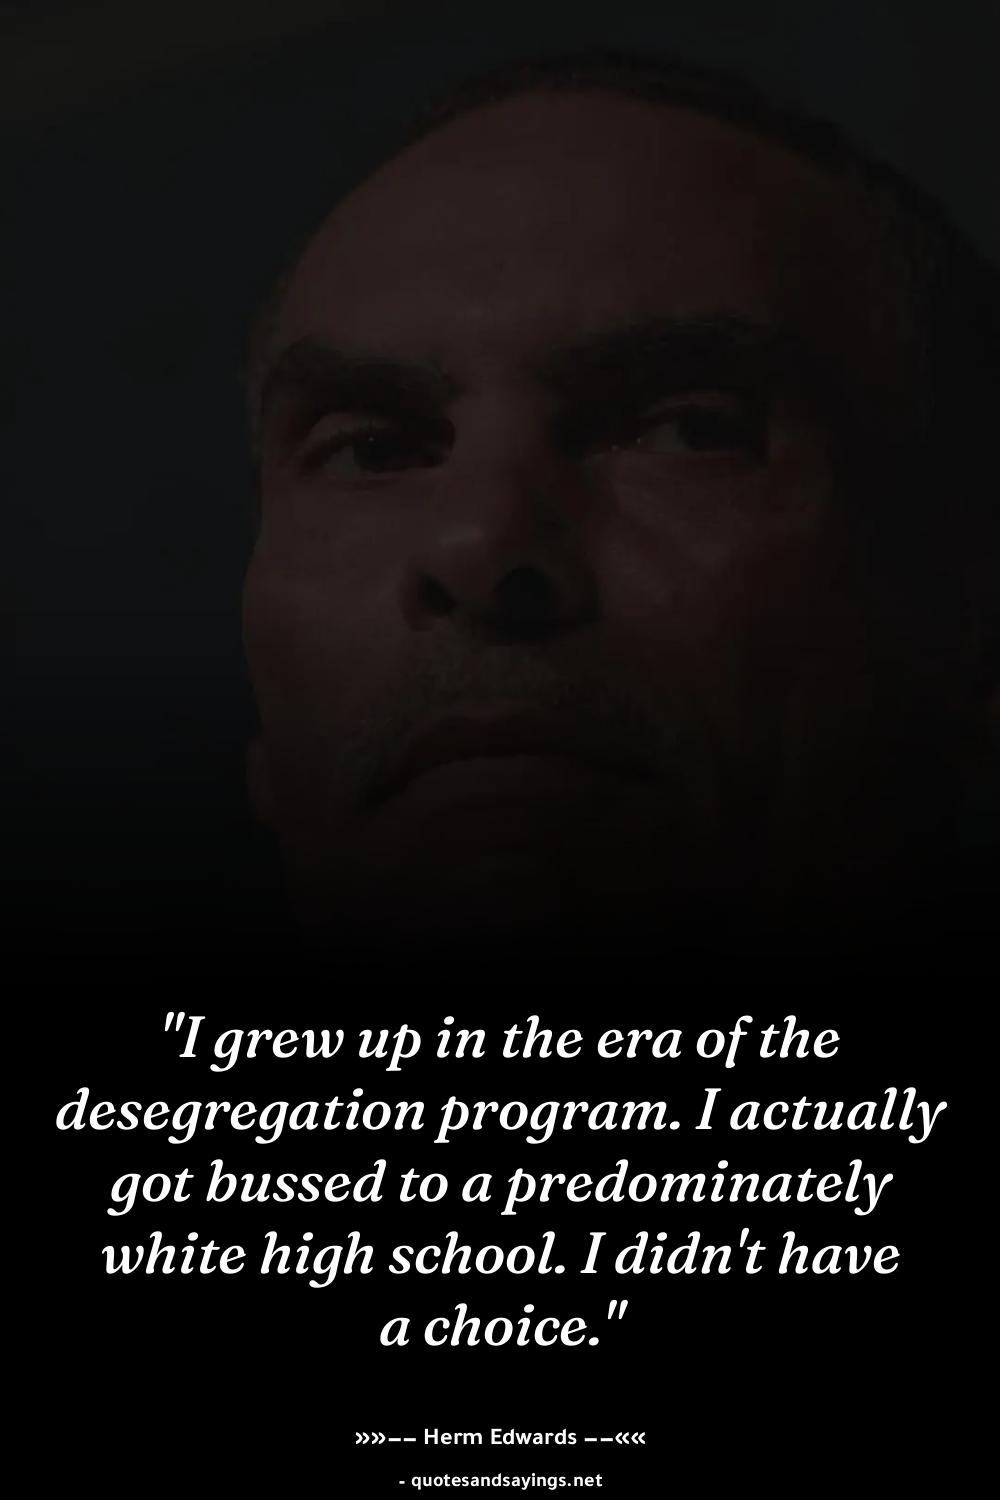 "I grew up in the era of the
desegregation program. I actually
got bussed to a predominately
white high school. I didn't have
a choice."
»»–– Herm Edwards ––««
- quotesandsayings.net